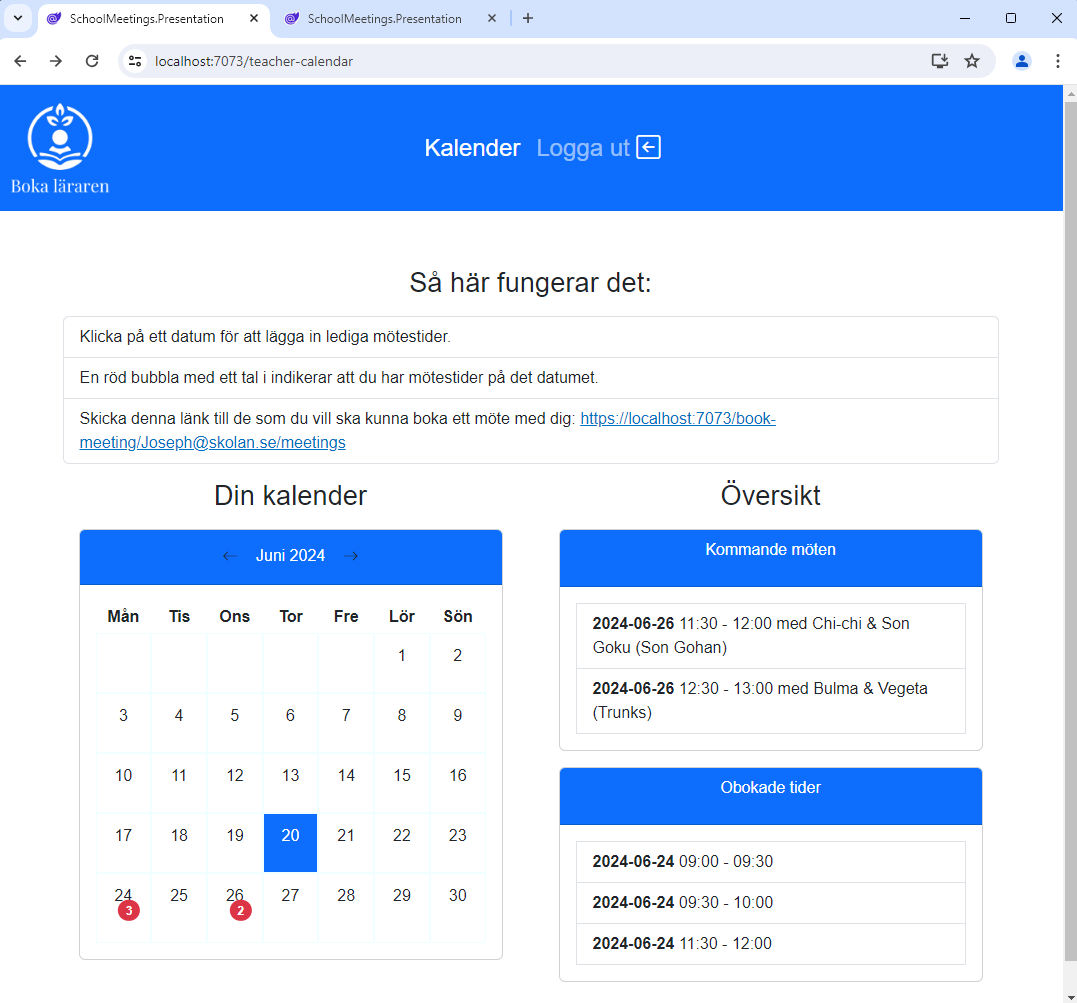 SchoolMeetings.Presentation
SchoolMeetings.Presentation
localhost:7073/teacher-calendar
Boka läraren
Kalender Logga ut
Så här fungerar det:
Klicka på ett datum för att lägga in lediga mötestider.
En röd bubbla med ett tal i indikerar att du har mötestider på det datumet.
Skicka denna länk till de som du vill ska kunna boka ett möte med dig: https://localhost:7073/book-
meeting/Joseph@skolan.se/meetings
Din kalender
Juni 2024
Mån Tis Ons Tor Fre Lör Sön
1 2
3 4 5 6 7 8 9
10 11 12 13 14 15 16
17 18 19 20 21 22 23
24 25 26 27 28 29 30
3 2
Översikt
Kommande möten
2024-06-26 11:30 - 12:00 med Chi-chi & Son
Goku (Son Gohan)
2024-06-26 12:30 - 13:00 med Bulma & Vegeta
(Trunks)
Obokade tider
2024-06-24 09:00 - 09:30
2024-06-24 09:30 - 10:00
2024-06-24 11:30 - 12:00